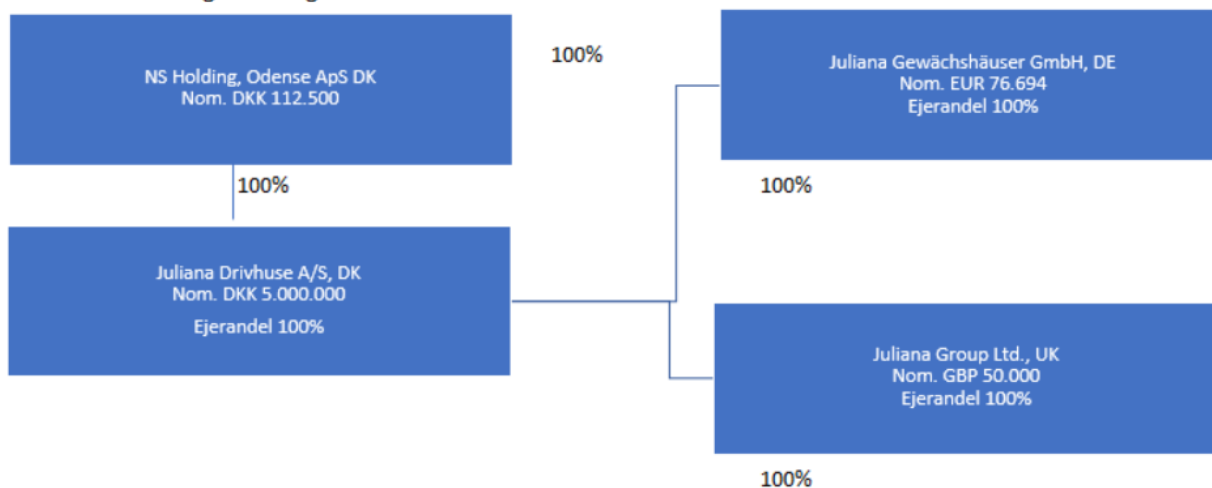 NS Holding, Odense ApS DK
Nom. DKK 112.500
100%
Juliana Gewächshäuser GmbH, DE
Nom. EUR 76.694
Ejerandel 100%
100%
100%
Juliana Drivhuse A/S, DK
Nom. DKK 5.000.000
Ejerandel 100%
Juliana Group Ltd., UK
Nom. GBP 50.000
Ejerandel 100%
100%